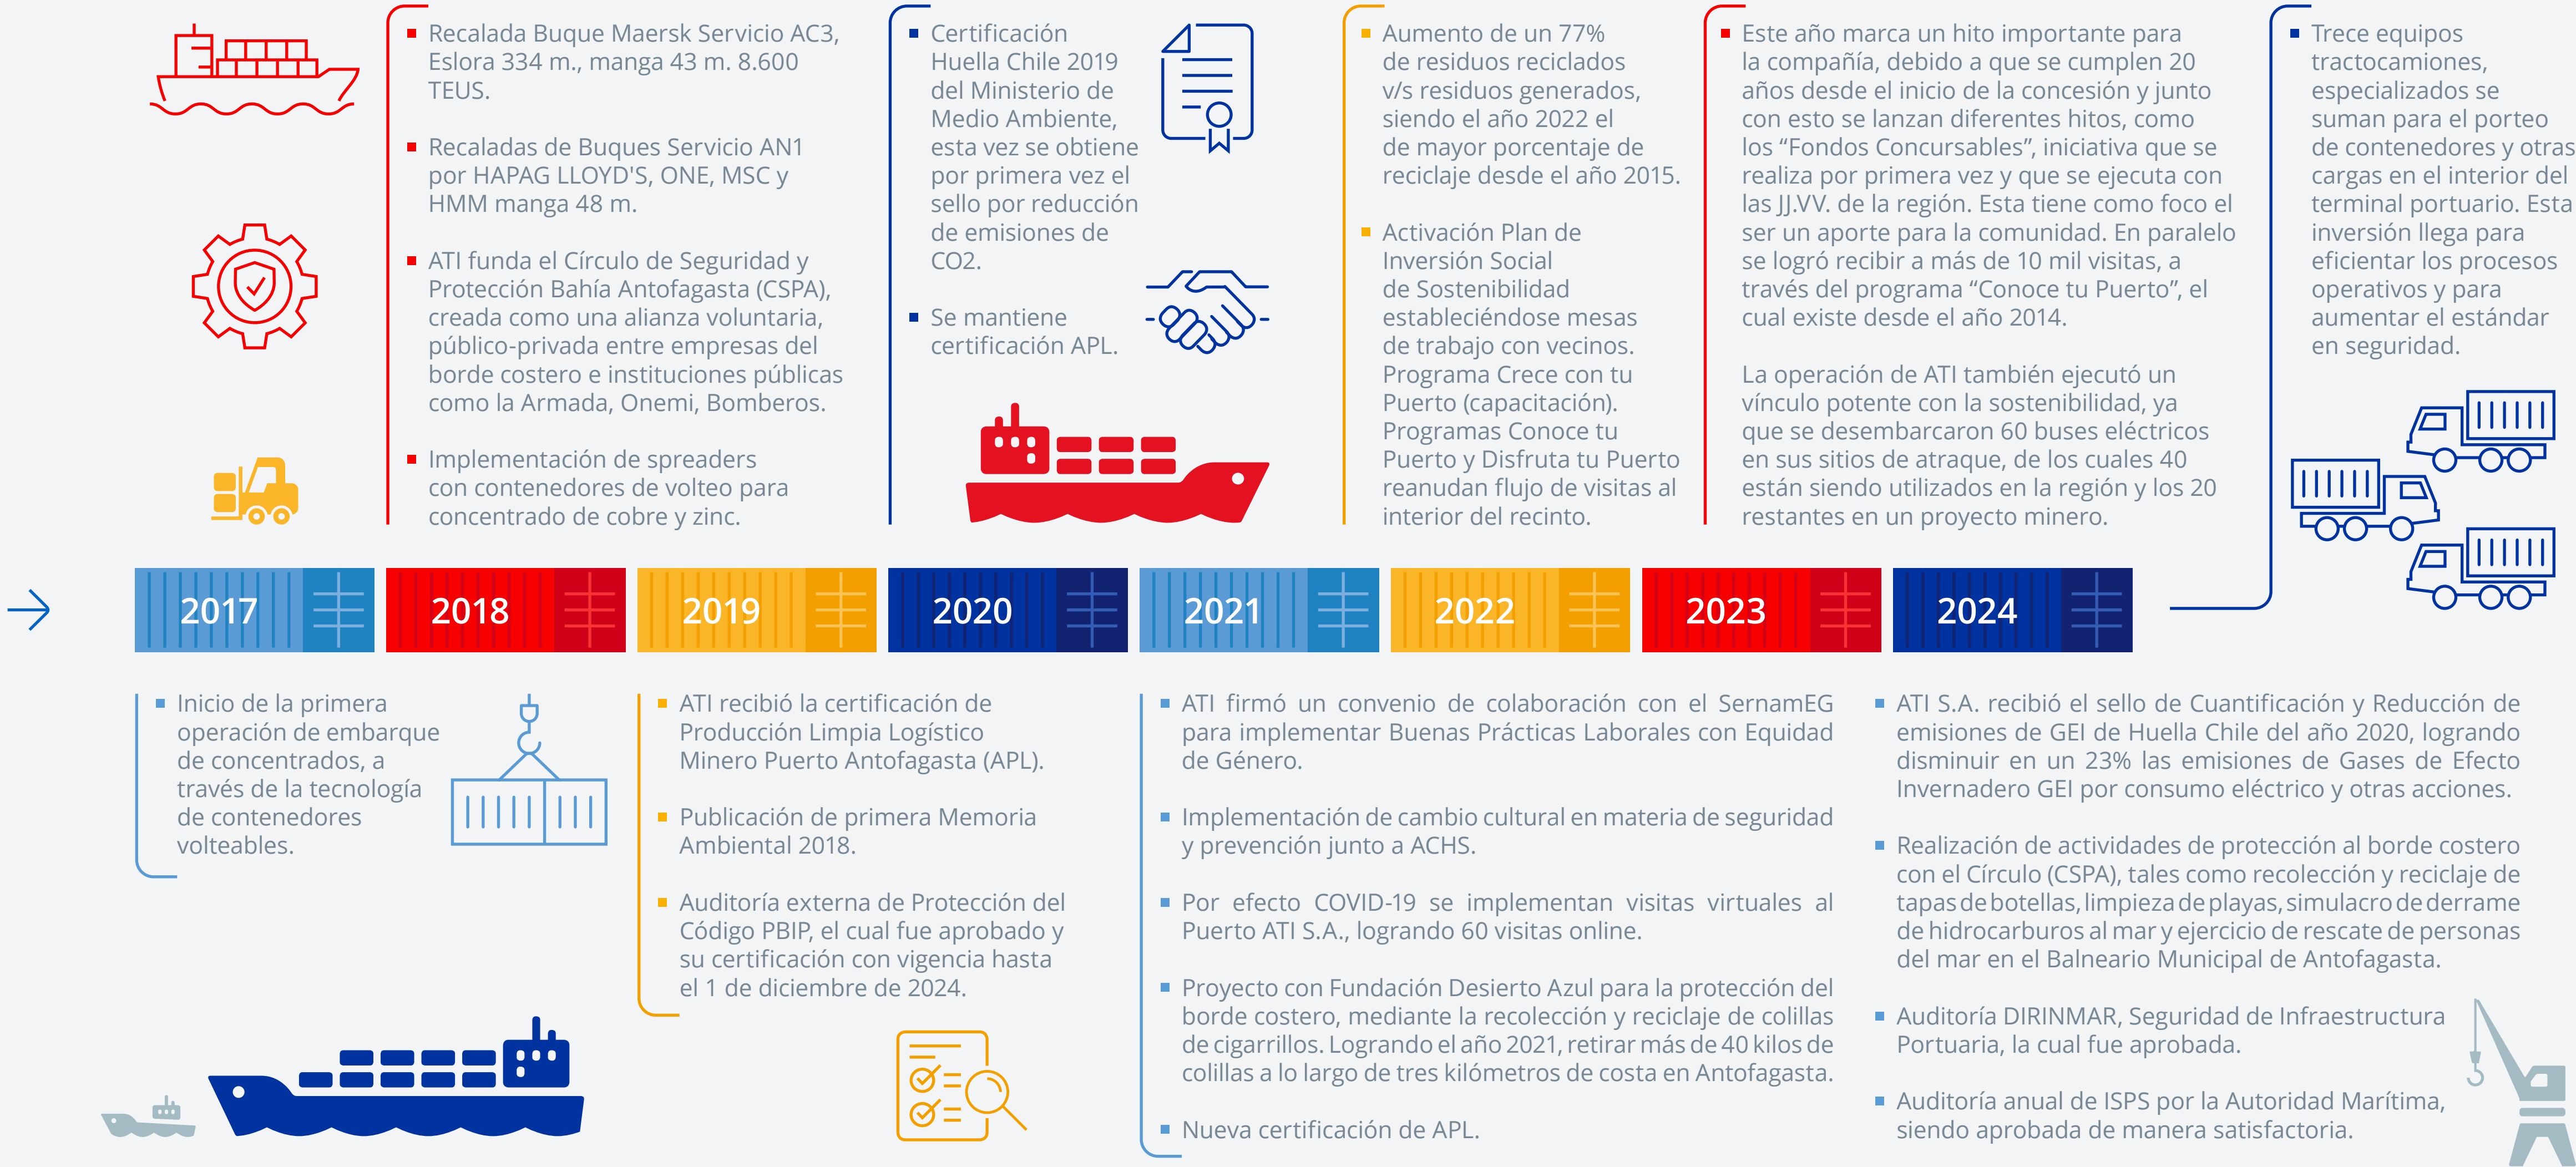 Recalada Buque Maersk Servicio AC3,
Eslora 334 m., manga 43 m. 8.600
TEUS.
Recaladas de Buques Servicio AN1
por HAPAG LLOYD'S, ONE, MSC y
HMM manga 48 m.
ATI funda el Círculo de Seguridad y
Protección Bahía Antofagasta (CSPA),
creada como una alianza voluntaria,
público-privada entre empresas del
borde costero e instituciones públicas
como la Armada, Onemi, Bomberos.
Implementación de spreaders
con contenedores de volteo para
concentrado de cobre y zinc.
Certificación
Huella Chile 2019
del Ministerio de
Medio Ambiente,
esta vez se obtiene
por primera vez el
sello por reducción
de emisiones de
CO2.
Se mantiene
certificación APL.
Aumento de un 77%
de residuos reciclados
v/s residuos generados,
siendo el año 2022 el
de mayor porcentaje de
reciclaje desde el año 2015.
Activación Plan de
Inversión Social
de Sostenibilidad
estableciéndose mesas
de trabajo con vecinos.
Programa Crece con tu
Puerto (capacitación).
Programas Conoce tu
Puerto y Disfruta tu Puerto
reanudan flujo de visitas al
interior del recinto.
Este año marca un hito importante para
la compañía, debido a que se cumplen 20
años desde el inicio de la concesión y junto
con esto se lanzan diferentes hitos, como
los “Fondos Concursables”, iniciativa que se
realiza por primera vez y que se ejecuta con
las JJ.VV. de la región. Esta tiene como foco el
ser un aporte para la comunidad. En paralelo
se logró recibir a más de 10 mil visitas, a
través del programa “Conoce tu Puerto”, el
cual existe desde el año 2014.
La operación de ATI también ejecutó un
vínculo potente con la sostenibilidad, ya
que se desembarcaron 60 buses eléctricos
en sus sitios de atraque, de los cuales 40
están siendo utilizados en la región y los 20
restantes en un proyecto minero.
Trece equipos
tractocamiones,
especializados se
suman para el porteo
de contenedores y otras
cargas en el interior del
terminal portuario. Esta
inversión llega para
eficientar los procesos
operativos y para
aumentar el estándar
en seguridad.
2017
2018
2019
2020
2021
2022
2023
2024
Inicio de la primera
operación de embarque
de concentrados, a
través de la tecnología
de contenedores
volteables.
ATI recibió la certificación de
Producción Limpia Logístico
Minero Puerto Antofagasta (APL).
Publicación de primera Memoria
Ambiental 2018.
Auditoría externa de Protección del
Código PBIP, el cual fue aprobado y
su certificación con vigencia hasta
el 1 de diciembre de 2024.
ATI firmó un convenio de colaboración con el SernamEG
para implementar Buenas Prácticas Laborales con Equidad
de Género.
Implementación de cambio cultural en materia de seguridad
y prevención junto a ACHS.
Por efecto COVID-19 se implementan visitas virtuales al
Puerto ATI S.A., logrando 60 visitas online.
Proyecto con Fundación Desierto Azul para la protección del
borde costero, mediante la recolección y reciclaje de colillas
de cigarrillos. Logrando el año 2021, retirar más de 40 kilos de
colillas a lo largo de tres kilómetros de costa en Antofagasta.
Nueva certificación de APL.
ATI S.A. recibió el sello de Cuantificación y Reducción de
emisiones de GEI de Huella Chile del año 2020, logrando
disminuir en un 23% las emisiones de Gases de Efecto
Invernadero GEI por consumo eléctrico y otras acciones.
Realización de actividades de protección al borde costero
con el Círculo (CSPA), tales como recolección y reciclaje de
tapas de botellas, limpieza de playas, simulacro de derrame
de hidrocarburos al mar y ejercicio de rescate de personas
del mar en el Balneario Municipal de Antofagasta.
Auditoría DIRINMAR, Seguridad de Infraestructura
Portuaria, la cual fue aprobada.
Auditoría anual de ISPS por la Autoridad Marítima,
siendo aprobada de manera satisfactoria.